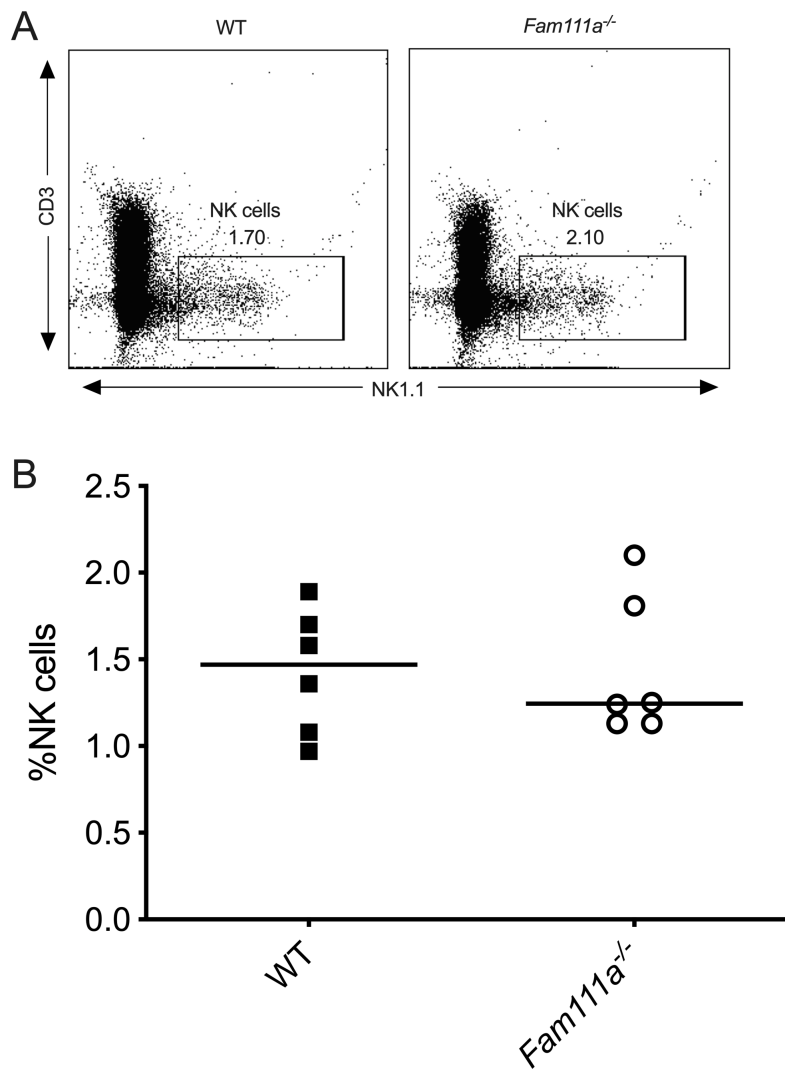 A
WT
Fam111a-/-
CD3
NK cells
1.70
NK cells
2.10
NK1.1
B
%NK cells
2.5
2.0
1.5
1.0
0.5
0.0
WT
Fam111a-/-